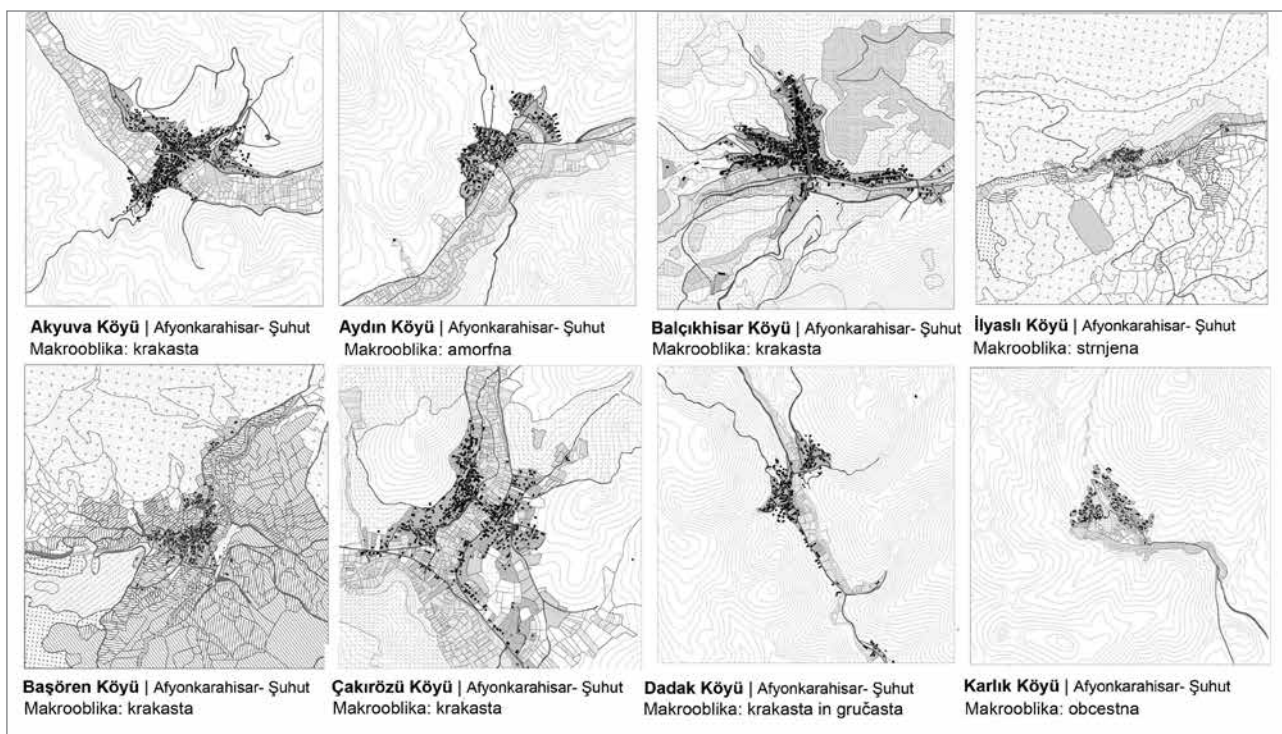 Akyuva Köyü | Afyonkarahisar- Şuhut
Makrooblika: krakasta
Aydın Köyü | Afyonkarahisar- Şuhut
Makrooblika: amorfna
Balçıkhisar Köyü | Afyonkarahisar- Şuhut
Makrooblika: krakasta
İlyaslı Köyü | Afyonkarahisar- Şuhut
Makrooblika: strnjena
Başören Köyü | Afyonkarahisar- Şuhut
Makrooblika: krakasta
Çakırözü Köyü | Afyonkarahisar- Şuhut
Makrooblika: krakasta
Dadak Köyü | Afyonkarahisar- Şuhut
Makrooblika: krakasta in gručasta
Karlık Köyü | Afyonkarahisar- Şuhut
Makrooblika: obcestna